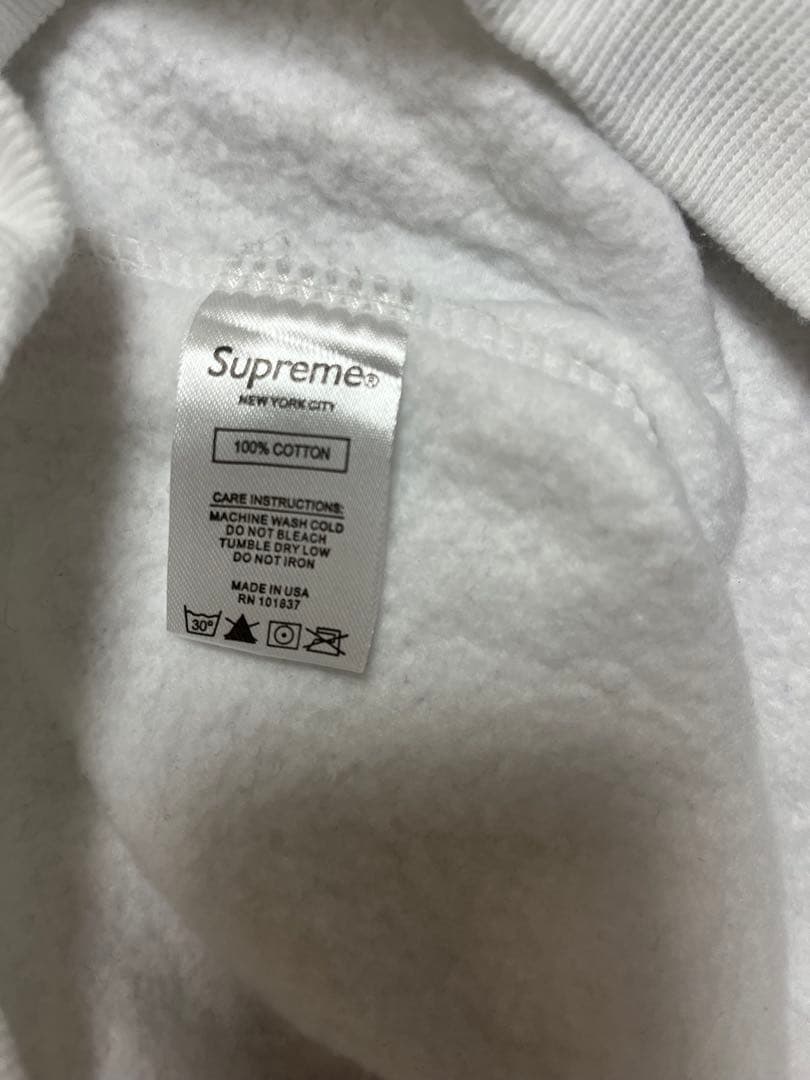 Supreme®
NEW YORK CITY
100% COTTON
CARE INSTRUCTIONS:
MACHINE WASH COLD
DO NOT BLEACH
TUMBLE DRY LOW
DO NOT IRON
MADE IN USA
RN 101837
30°